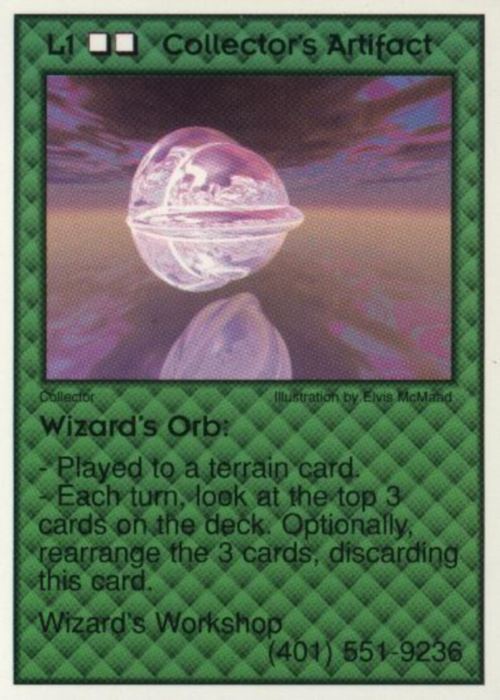 L1 Collector's Artifact
Collector
Illustration by Elvis McMaad
Wizard's Orb:
- Played to a terrain card.
- Each turn, look at the top 3
cards on the deck. Optionally,
rearrange the 3 cards, discarding
this card.
Wizard's Workshop
(401) 551-9236